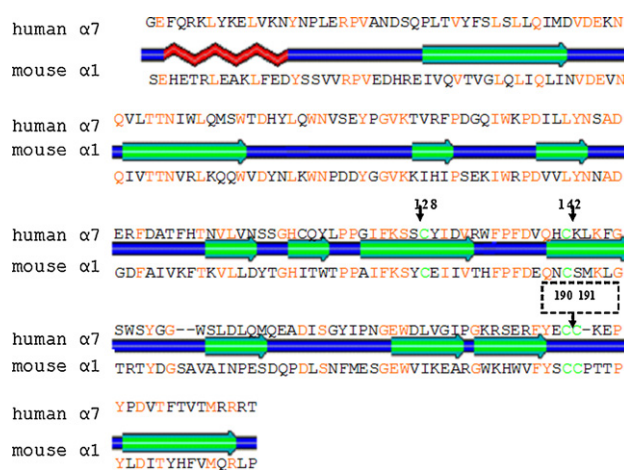 human α7 GEFQRKLYKELVKNYNPLERPVANDSQPLTVYFSLSLLQIMDVDEKN
mouse α1 SEHETRLEAKLFEDYSSVVRPVEDHREIVQVTVGLQLIQLINVDEVN
human α7 QVLTTNIWLQMSWTDHYLQWNVSEYPGVKTVRFPDGQIWKPDILLYNSAD
mouse α1 QIVTTNVRLKQQWVDYNLKWNPDDYGGVKKIHIPSEKIWRPDVVLYNNAD
128 142
human α7 ERFDATFHTNVLVNSSGHCQYLPPGIFKSSCYIDVRWFPFDVQHCKLKFG
mouse α1 GDFAIVKFTKVLLDYTGHITWTPPAIFKSYCEIIVTHFPFDEQNCSMKLG
190 191
human α7 SWSYGG--WSLDLQMQEADISGYIPNGEWDLVGIPGKRSERFYECC-KEP
mouse α1 TRTYDGSAVAINPESDQPDLSNFMESGEWVIKEARGWKHWVFYSCCPTTP
human α7 YPDVTFTVTMRRRT
mouse α1 YLDITYHFVMQRLP